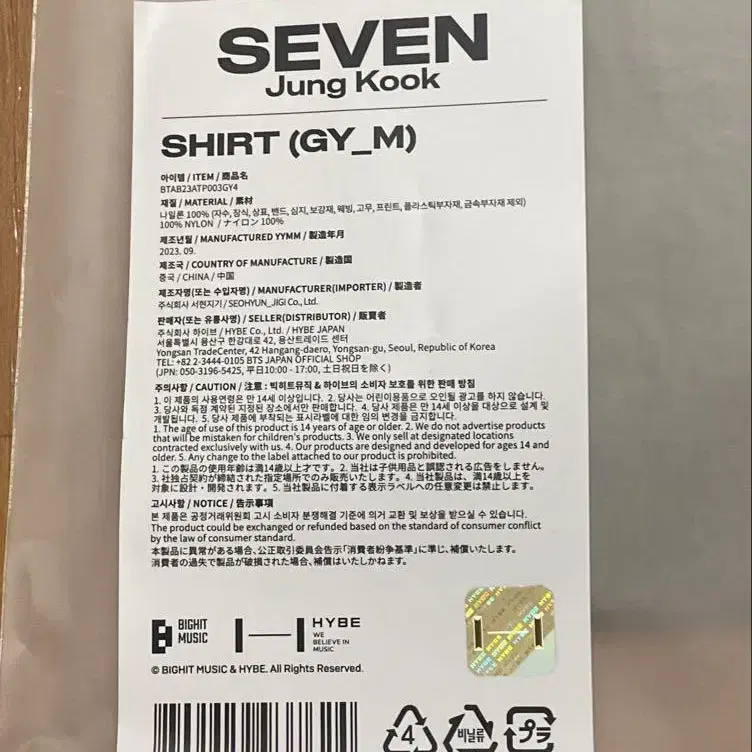 SEVEN
Jung Kook
SHIRT (GY_M)
아이템 / ITEM / 商品名
BTAB23ATP003GY4
재질 / MATERIAL / 素材
나일론 100% (자수, 장식, 상표, 밴드, 심지, 보강재, 웨빙, 고무, 프린트, 플라스틱부자재, 금속부자재 제외)
100% NYLON / ナイロン 100%
제조년월 / MANUFACTURED YYMM / 製造年月
2023. 09.
제조국 / COUNTRY OF MANUFACTURE / 製造国
중국 / CHINA / 中国
제조자명(또는 수입자명) / MANUFACTURER(IMPORTER) / 製造者
주식회사 서현지기 / SEOHYUN_JIGI Co., Ltd.
판매자(또는 유통사명) / SELLER(DISTRIBUTOR) / 販賣者
주식회사 하이브 / HYBE Co., Ltd. / HYBE JAPAN
서울특별시 용산구 한강대로 42, 용산트레이드 센터
Yongsan TradeCenter, 42 Hangang-daero, Yongsan-gu, Seoul, Republic of Korea
TEL: +82 2-3444-0105 BTS JAPAN OFFICIAL SHOP
(JPN: 050-3196-5425, 平日10:00 - 17:00, 土日祝日を除く)
주의사항 / CAUTION / 注意 : 빅히트뮤직 & 하이브의 소비자 보호를 위한 판매 방침
1. 이 제품의 사용연령은 만 14세 이상입니다. 2. 당사는 어린이용품으로 오인될 광고를 하지 않습니다.
3. 당사와 독점 계약된 지정된 장소에서만 판매합니다. 4. 당사 제품은 만 14세 이상을 대상으로 설계 및
개발됩니다. 5. 당사 제품에 부착되는 표시라벨에 대한 임의 변경을 금지합니다.
1. The age of use of this product is 14 years of age or older. 2. We do not advertise products
that will be mistaken for children's products. 3. We only sell at designated locations
contracted exclusively with us. 4. Our products are designed and developed for ages 14 and
older. 5. Any change to the label attached to our product is prohibited.
1. この製品の使用年齢は満14歳以上才です。2. 当社は子供用品と誤認される広告をしません。
3. 社独占契約が締結された指定場所でのみ販売いたします。4. 当社製品は、満14歳以上を
対象に設計・開発されます。5. 当社製品に付着する表示ラベルへの任意変更は禁止します。
고시사항 / NOTICE / 告示事項
본 제품은 공정거래위원회 고시 소비자 분쟁해결 기준에 의거 교환 및 보상을 받으실 수 있습니다.
The product could be exchanged or refunded based on the standard of consumer conflict
by the law of consumer standard.
本製品に異常がある場合、公正取引委員会告示「消費者紛争基準」に準じ、補償いたします。
消費者の過失で製品が破損された場合、補償はいたしかねます。
BIGHIT
MUSIC
HYBE
WE
BELIEVE IN
MUSIC
© BIGHIT MUSIC & HYBE. All Rights Reserved.
4
비닐류
プラ